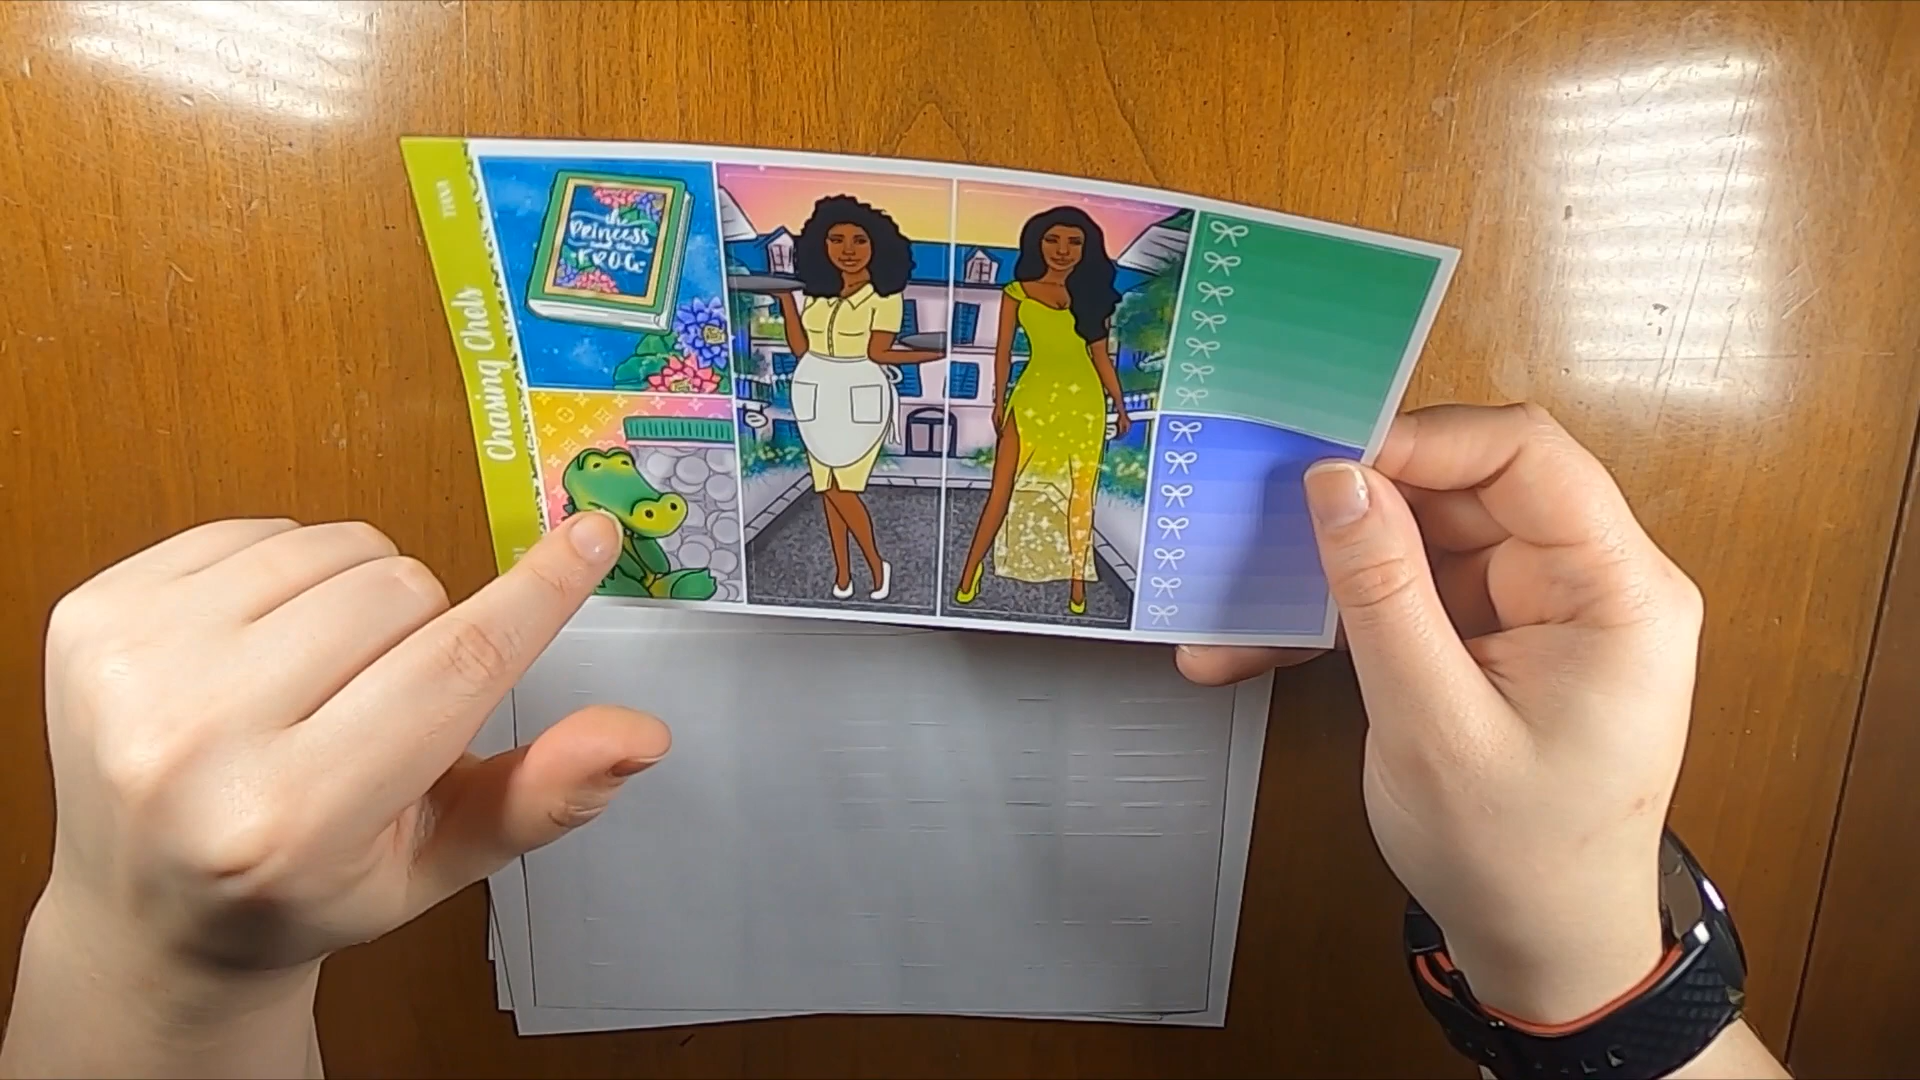 Chasing Chels
the
PRINCESS
and the
FROG